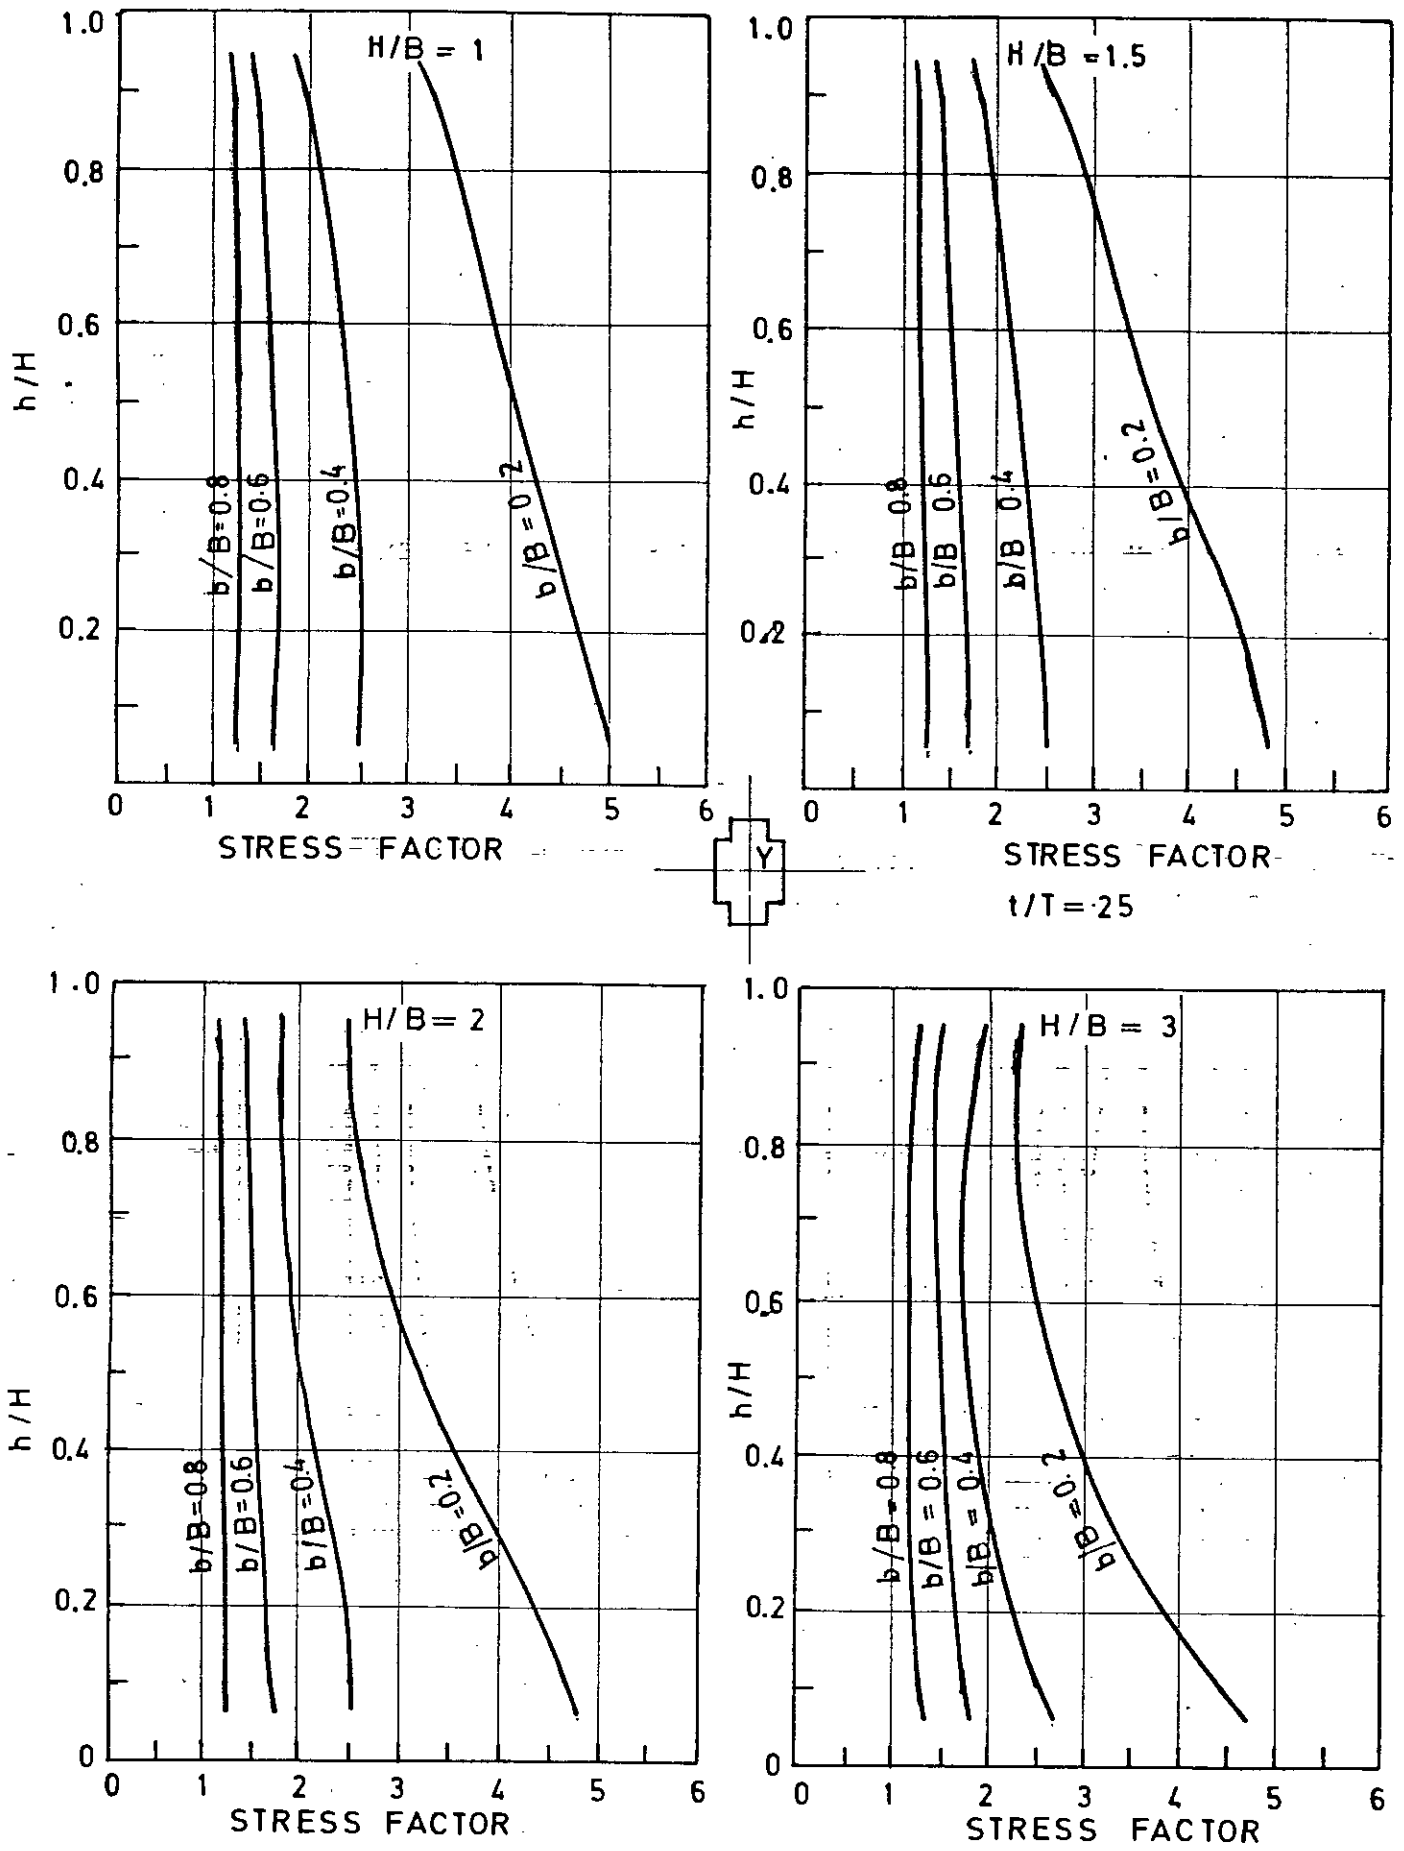 1.0
H/B = 1
0.8
0.6
h/H
0.4
0.2
b/B=0.8
b/B=0.6
b/B=0.4
b/B=0.2
0 1 2 3 4 5 6
STRESS FACTOR
1.0
H/B =1.5
0.8
0.6
h/H
0.4
0.2
b/B 0.8
b/B 0.6
b/B 0.4
b/B=0.2
0 1 2 3 4 5 6
STRESS FACTOR
Y
t/T=.25
1.0
H/B= 2
0.8
0.6
h/H
0.4
0.2
0
b/B=0.8
b/B=0.6
b/B=0.4
b/B=0.2
0 1 2 3 4 5 6
STRESS FACTOR
1.0
H/B = 3
0.8
0.6
h/H
0.4
0.2
0
b/B=0.8
b/B=0.6
b/B=0.4
b/B=0.2
0 1 2 3 4 5 6
STRESS FACTOR